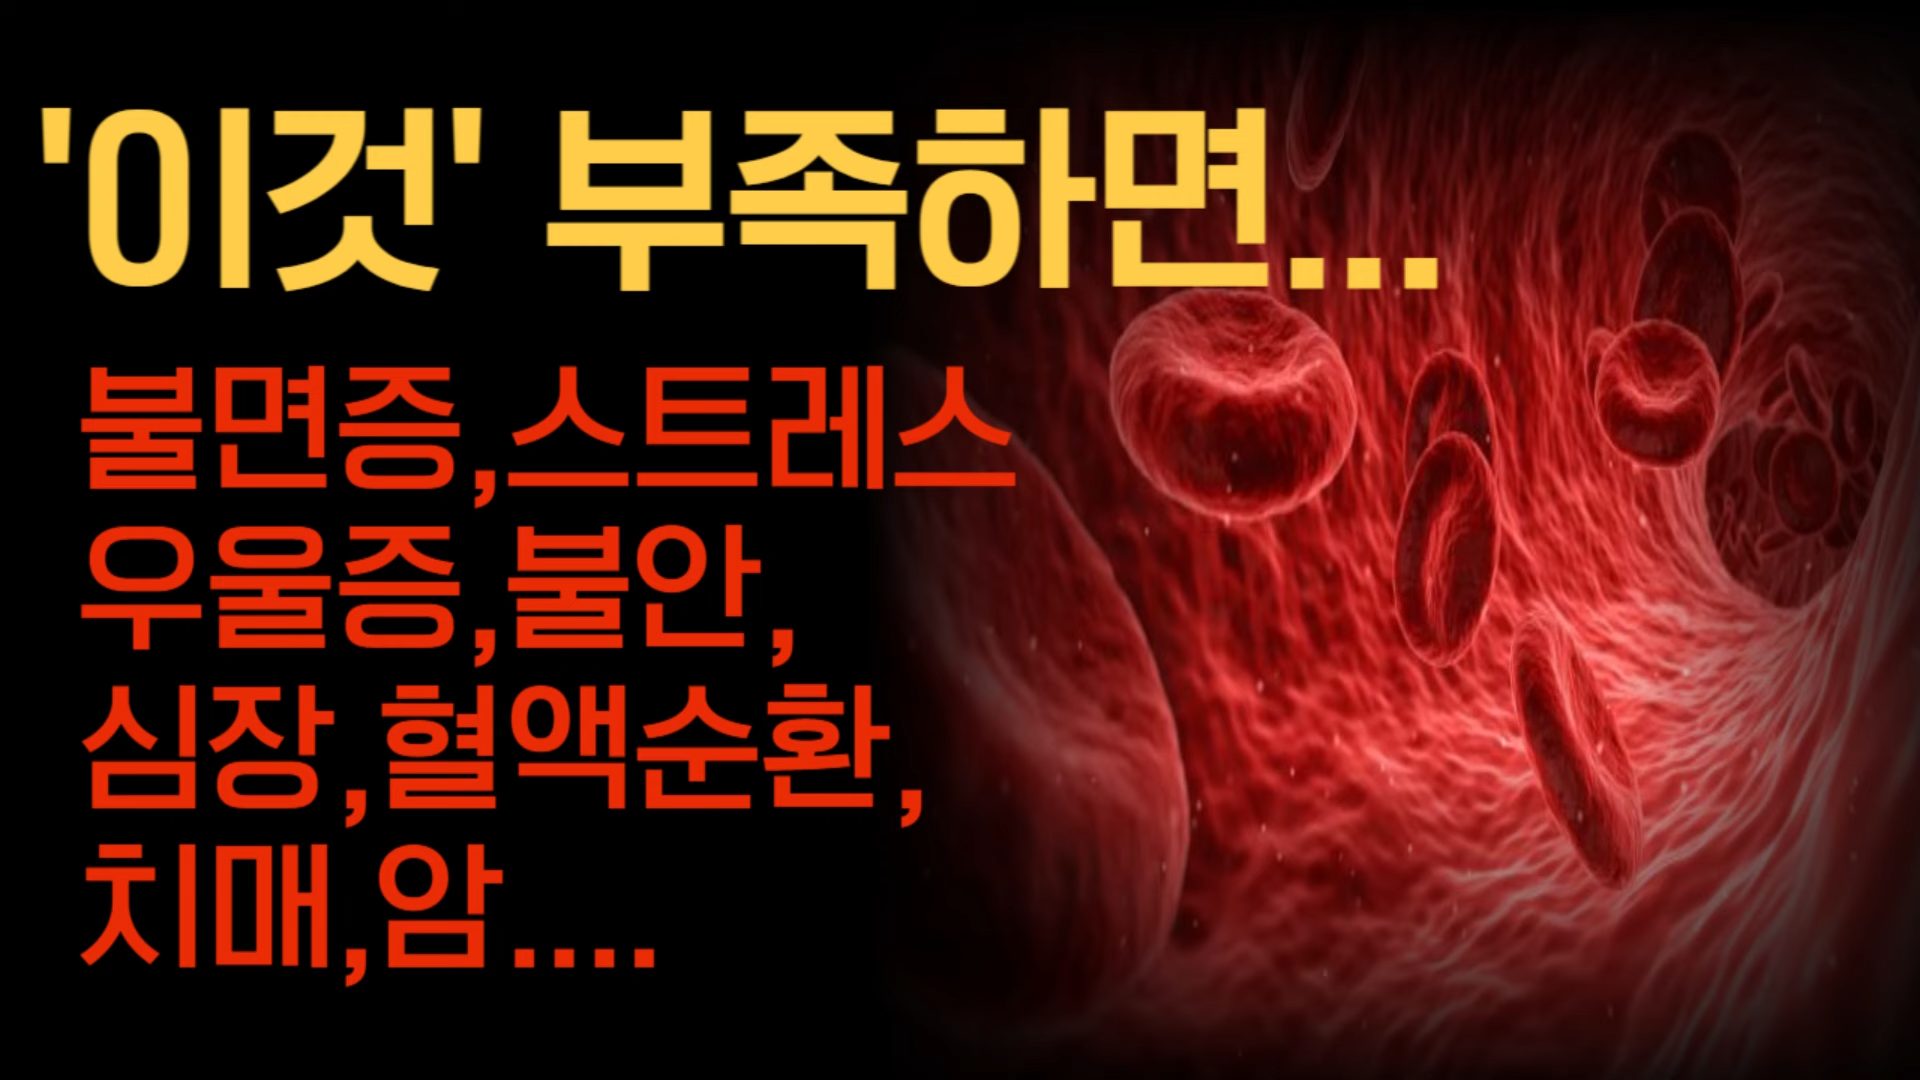 '이것' 부족하면...
불면증,스트레스
우울증,불안,
심장,혈액순환,
치매,암....